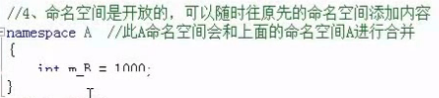 //4、命名空间是开放的，可以随时往原先的命名空间添加内容
namespace A  //此A命名空间会和上面的命名空间A进行合并
{
    int m_B = 1000;
}